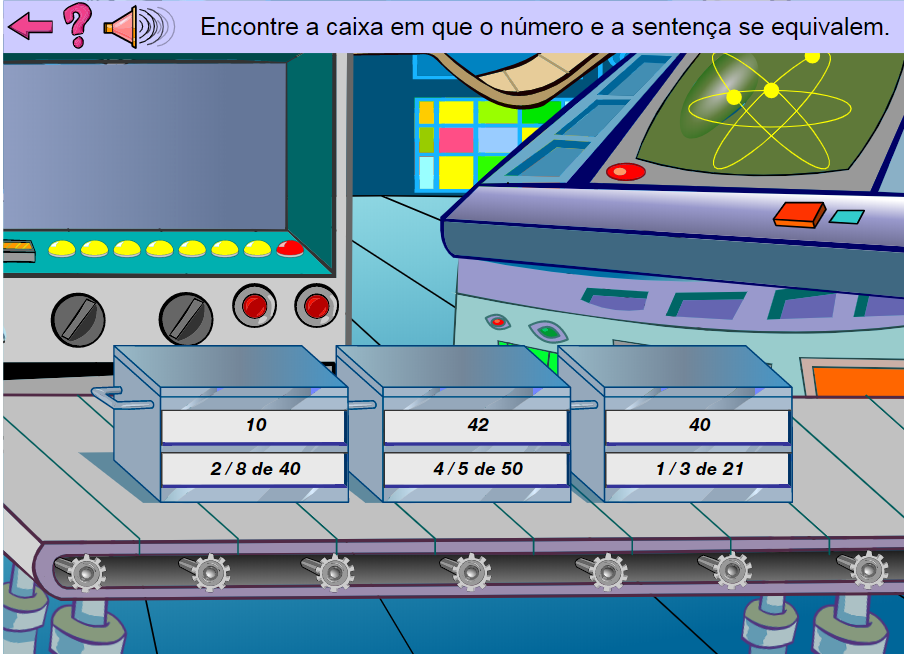 Encontre a caixa em que o número e a sentença se equivalem.
10
42
40
2 / 8 de 40
4 / 5 de 50
1 / 3 de 21